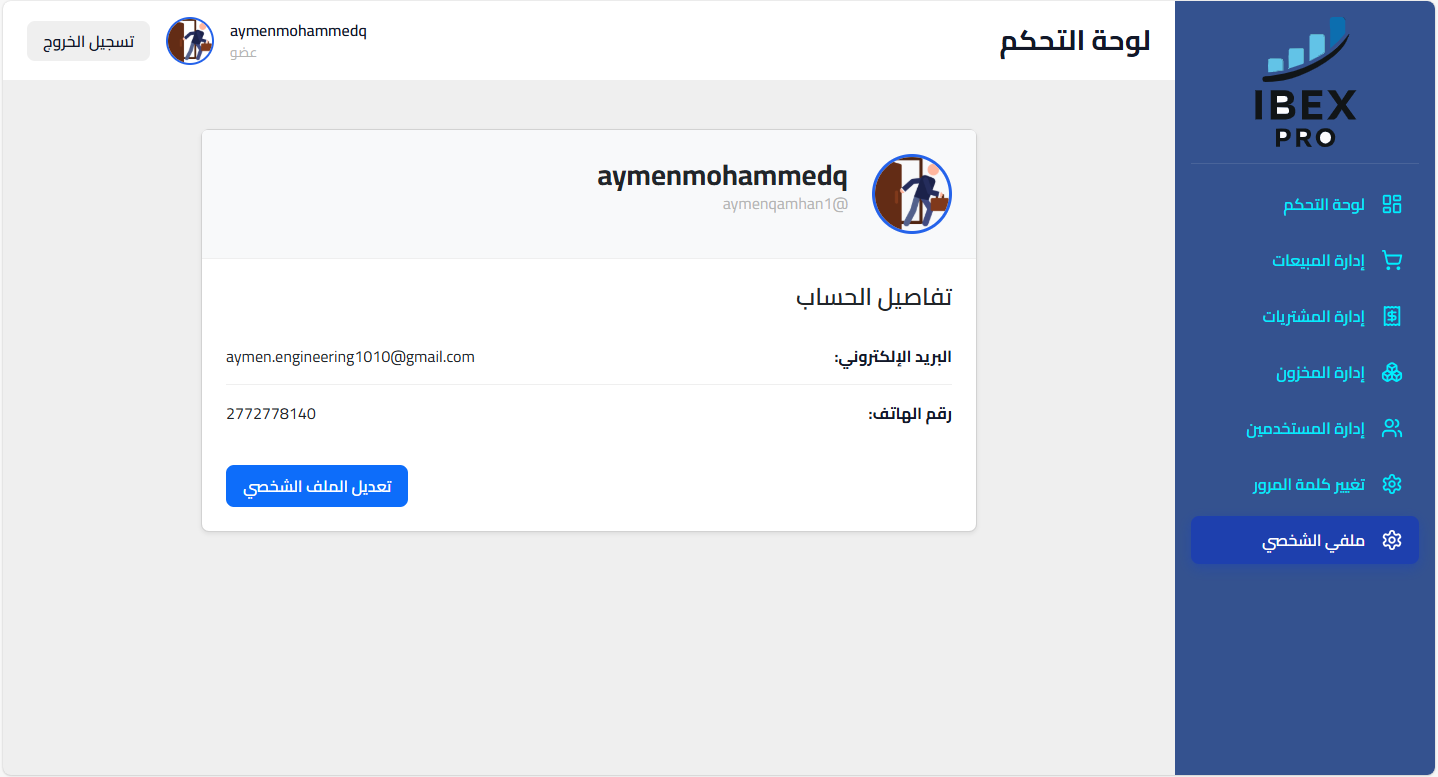 IBEX
PRO
لوحة التحكم
إدارة المبيعات
إدارة المشتريات
إدارة المخزون
إدارة المستخدمين
تغيير كلمة المرور
ملفي الشخصي
لوحة التحكم
aymenmohammedq
عضو
تسجيل الخروج
aymenmohammedq
aymenqamhan1@
تفاصيل الحساب
البريد الإلكتروني: aymen.engineering1010@gmail.com
رقم الهاتف: 2772778140
تعديل الملف الشخصي